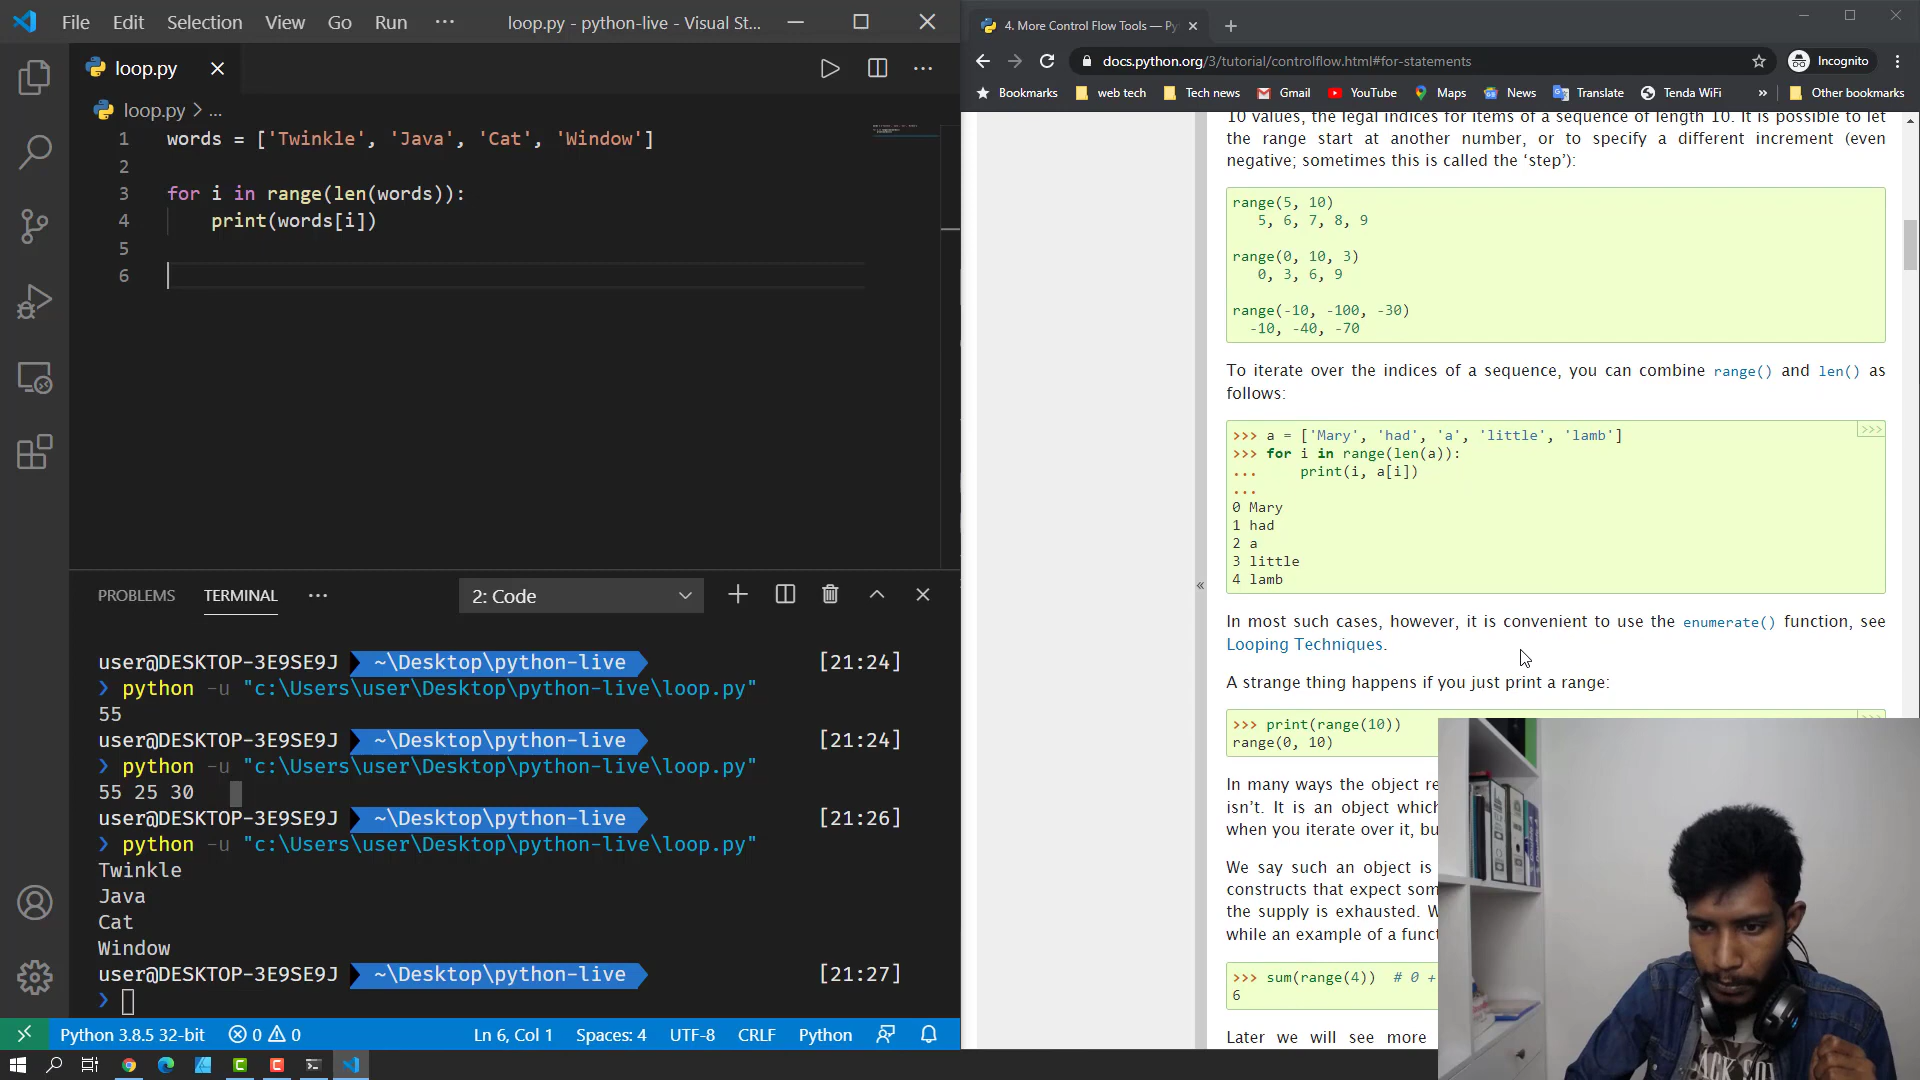 File Edit Selection View Go Run ··· loop.py - python-live - Visual St...
loop.py
loop.py > ...
1 words = ['Twinkle', 'Java', 'Cat', 'Window']
2
3 for i in range(len(words)):
4 print(words[i])
5
6
PROBLEMS TERMINAL ··· 2: Code
user@DESKTOP-3E9SE9J ~\Desktop\python-live [21:24]
❯ python -u "c:\Users\user\Desktop\python-live\loop.py"
55
user@DESKTOP-3E9SE9J ~\Desktop\python-live [21:24]
❯ python -u "c:\Users\user\Desktop\python-live\loop.py"
55 25 30
user@DESKTOP-3E9SE9J ~\Desktop\python-live [21:26]
❯ python -u "c:\Users\user\Desktop\python-live\loop.py"
Twinkle
Java
Cat
Window
user@DESKTOP-3E9SE9J ~\Desktop\python-live [21:27]
❯
Python 3.8.5 32-bit 0 0 Ln 6, Col 1 Spaces: 4 UTF-8 CRLF Python
4. More Control Flow Tools — Py
docs.python.org/3/tutorial/controlflow.html#for-statements Incognito
Bookmarks web tech Tech news Gmail YouTube Maps News Translate Tenda WiFi » Other bookmarks
10 values, the legal indices for items of a sequence of length 10. It is possible to let
the range start at another number, or to specify a different increment (even
negative; sometimes this is called the ‘step’):
range(5, 10)
5, 6, 7, 8, 9
range(0, 10, 3)
0, 3, 6, 9
range(-10, -100, -30)
-10, -40, -70
To iterate over the indices of a sequence, you can combine range() and len() as
follows:
>>> a = ['Mary', 'had', 'a', 'little', 'lamb'] >>>
>>> for i in range(len(a)):
... print(i, a[i])
...
0 Mary
1 had
2 a
3 little
4 lamb
«
In most such cases, however, it is convenient to use the enumerate() function, see
Looping Techniques.
A strange thing happens if you just print a range:
>>> print(range(10))
range(0, 10)
In many ways the object re
isn’t. It is an object which
when you iterate over it, bu
We say such an object is
constructs that expect som
the supply is exhausted. W
while an example of a funct
>>> sum(range(4)) # 0 +
6
Later we will see more